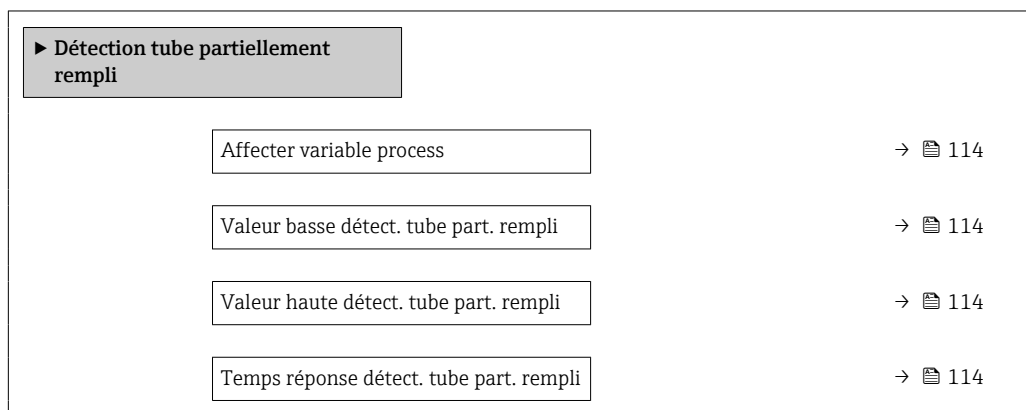 ▶ Détection tube partiellement
rempli
Affecter variable process → 🖹 114
Valeur basse détect. tube part. rempli → 🖹 114
Valeur haute détect. tube part. rempli → 🖹 114
Temps réponse détect. tube part. rempli → 🖹 114